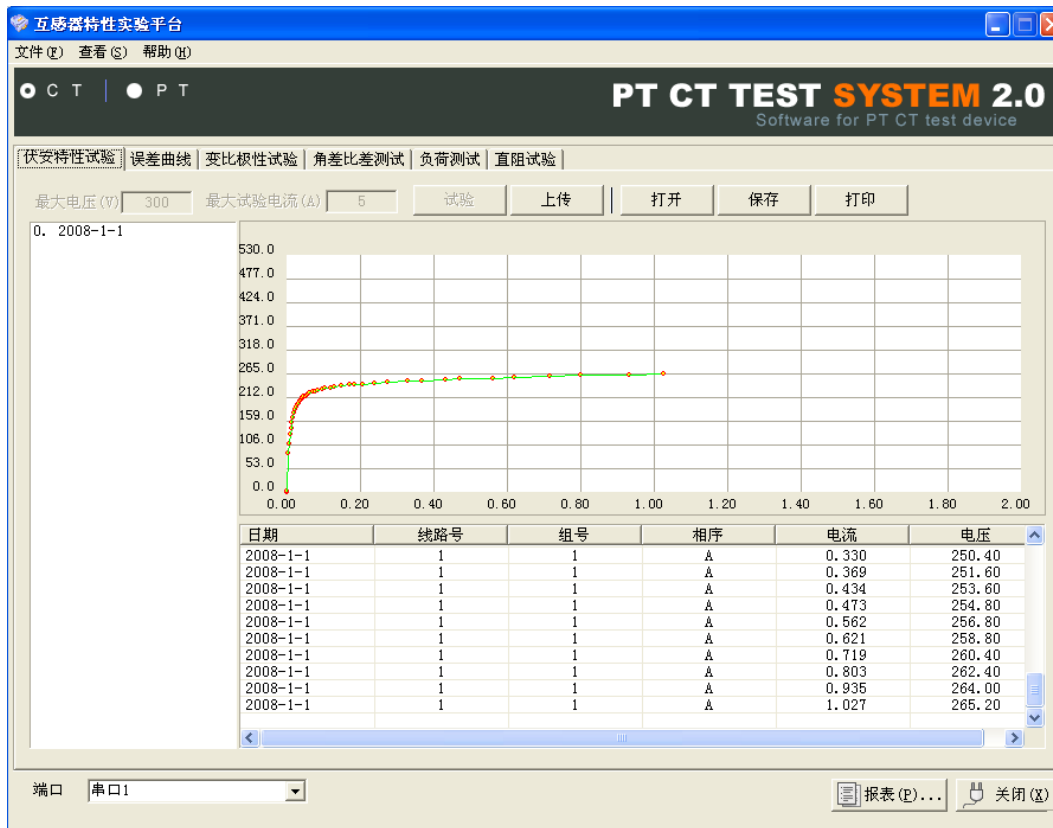 互感器特性实验平台
文件(F) 查看(S) 帮助(H)
C T P T
PT CT TEST SYSTEM 2.0
Software for PT CT test device
伏安特性试验 误差曲线 变比极性试验 角差比差测试 负荷测试 直阻试验
最大电压(V) 300 最大试验电流(A) 5 试验 上传 打开 保存 打印
0. 2008-1-1
530.0
477.0
424.0
371.0
318.0
265.0
212.0
159.0
106.0
53.0
0.0
0.00 0.20 0.40 0.60 0.80 1.00 1.20 1.40 1.60 1.80 2.00
日期 线路号 组号 相序 电流 电压
2008-1-1 1 1 A 0.330 250.40
2008-1-1 1 1 A 0.369 251.60
2008-1-1 1 1 A 0.434 253.60
2008-1-1 1 1 A 0.473 254.80
2008-1-1 1 1 A 0.562 256.80
2008-1-1 1 1 A 0.621 258.80
2008-1-1 1 1 A 0.719 260.40
2008-1-1 1 1 A 0.803 262.40
2008-1-1 1 1 A 0.935 264.00
2008-1-1 1 1 A 1.027 265.20
端口 串口1 报表(P)... 关闭(X)